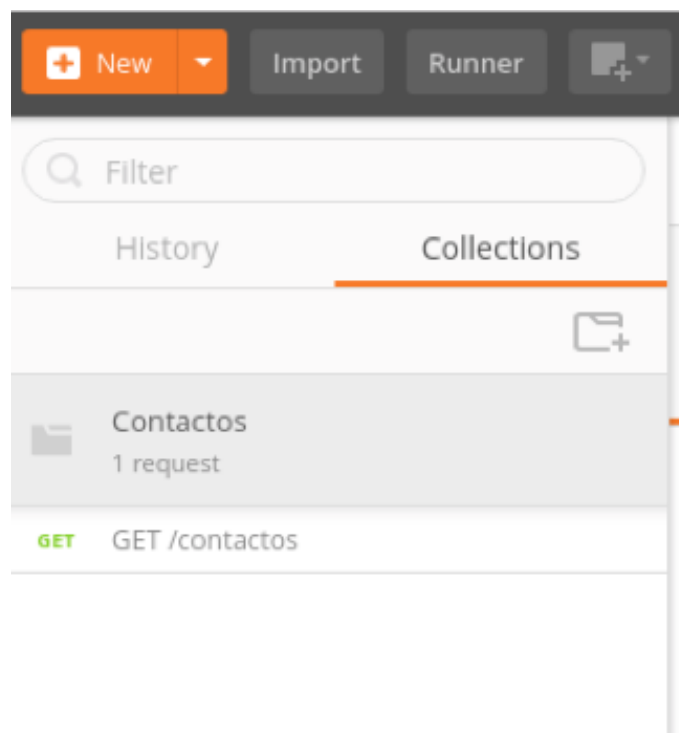 New Import Runner
Filter
History Collections
Contactos
1 request
GET GET /contactos